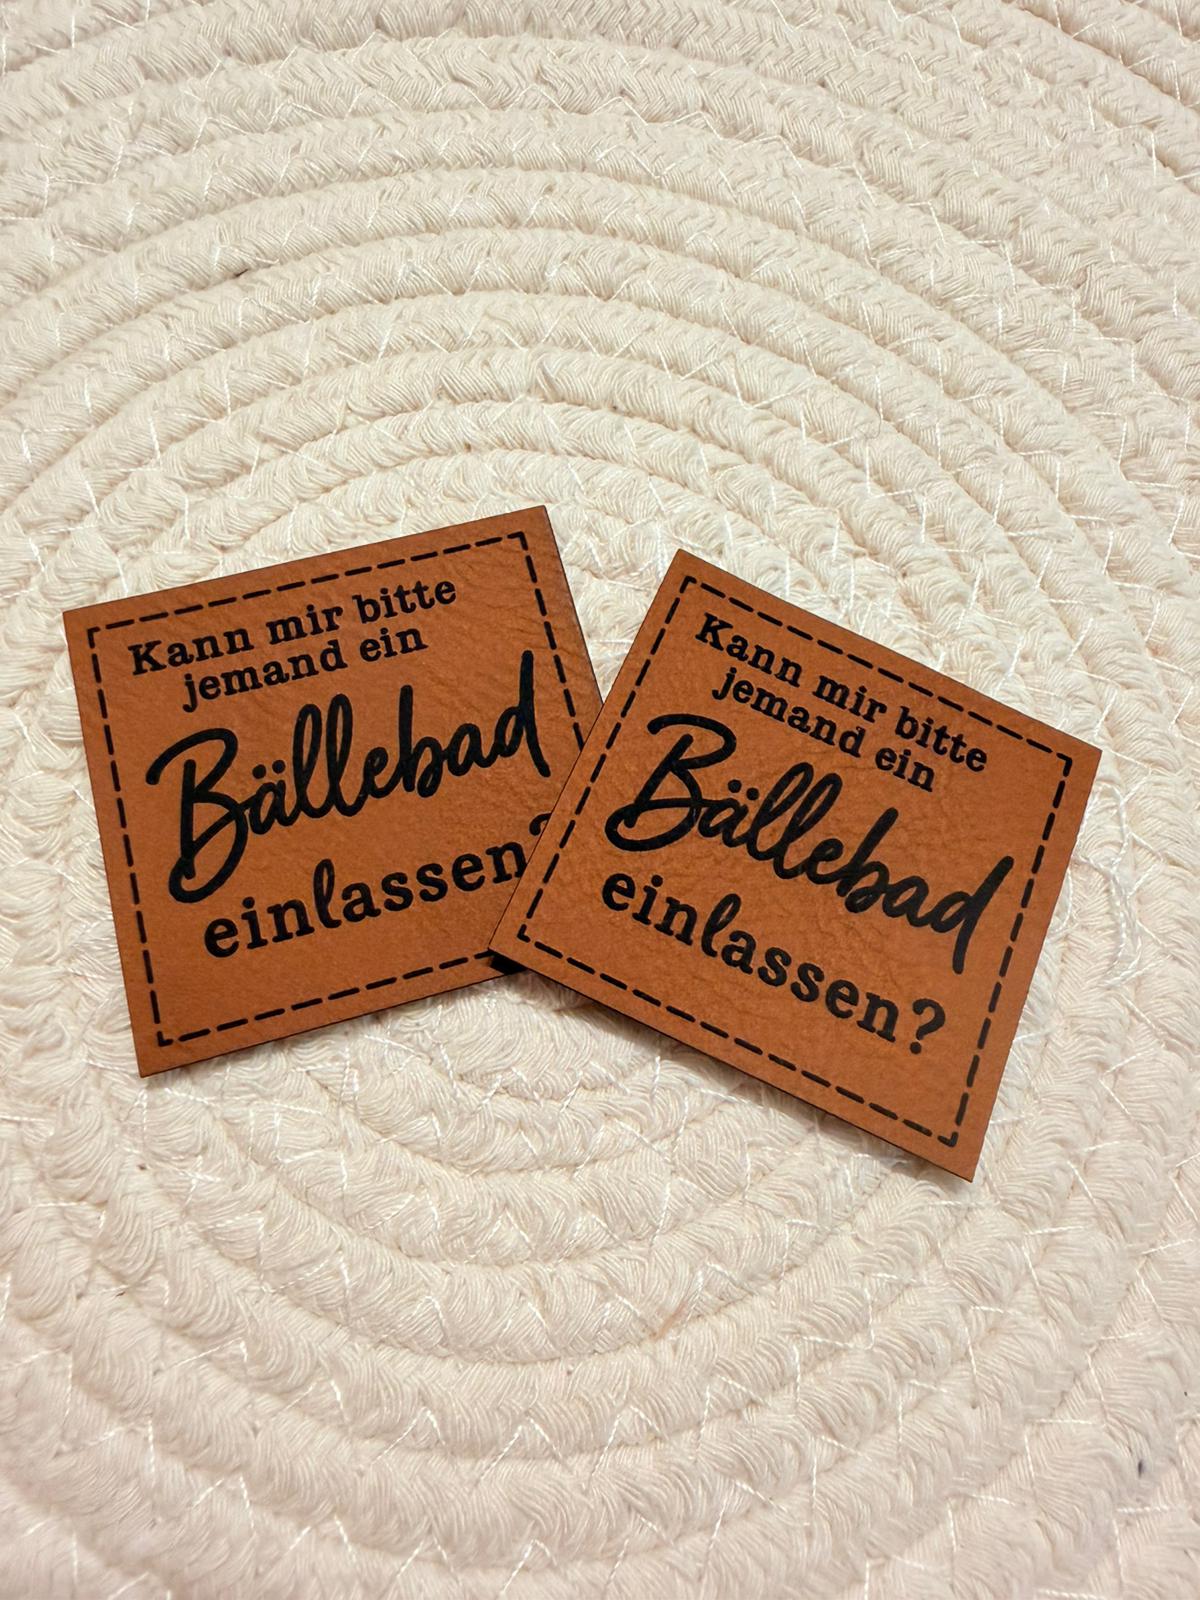 Kann mir bitte
jemand ein
Bällebad
einlassen?
Kann mir bitte
jemand ein
Bällebad
einlassen?